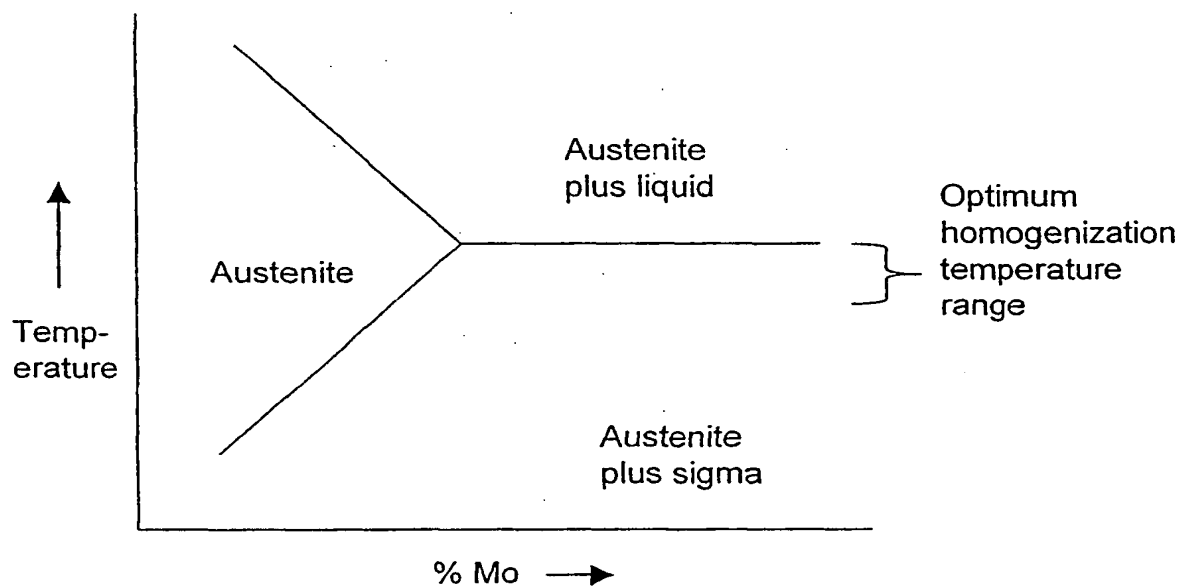 Austenite
plus liquid
Optimum
homogenization
temperature
range
Austenite
Temp-
erature
Austenite
plus sigma
% Mo